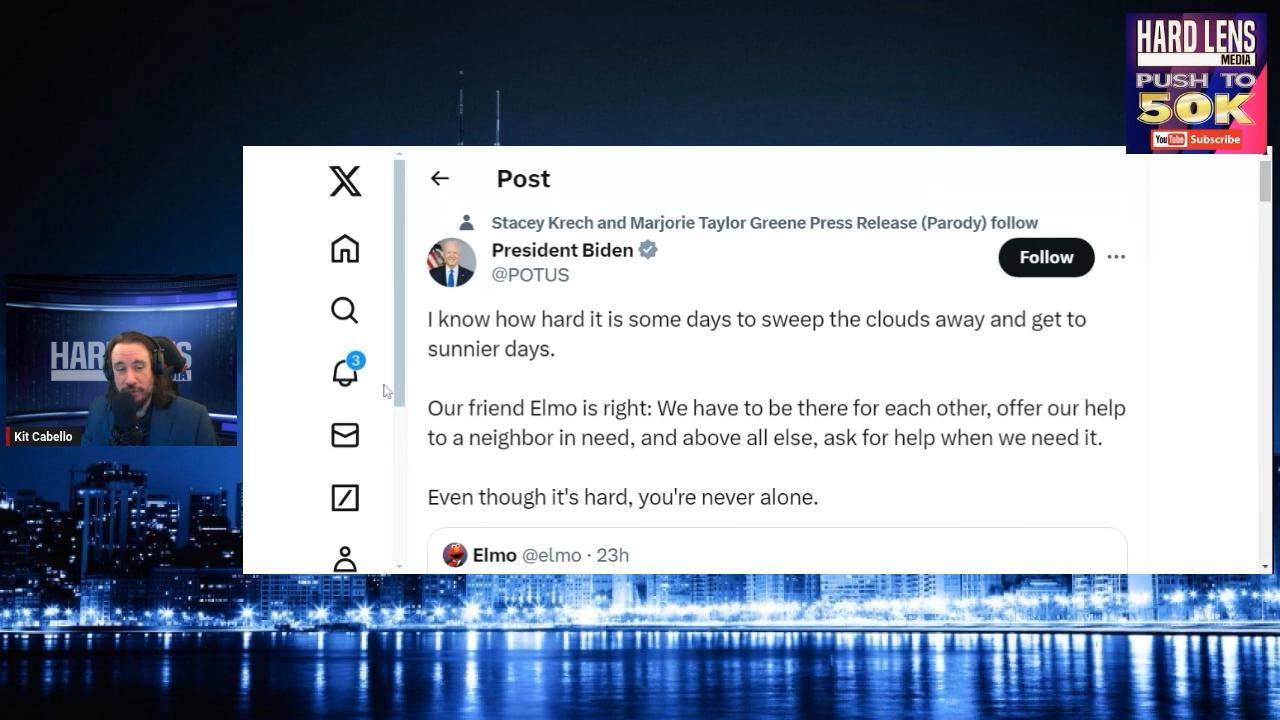 HARD LENS
MEDIA
PUSH TO
50K
YouTube Subscribe
X
Post
Stacey Krech and Marjorie Taylor Greene Press Release (Parody) follow
President Biden
@POTUS
Follow
I know how hard it is some days to sweep the clouds away and get to
sunnier days.
3
Our friend Elmo is right: We have to be there for each other, offer our help
to a neighbor in need, and above all else, ask for help when we need it.
Even though it's hard, you're never alone.
Elmo @elmo · 23h
Kit Cabello